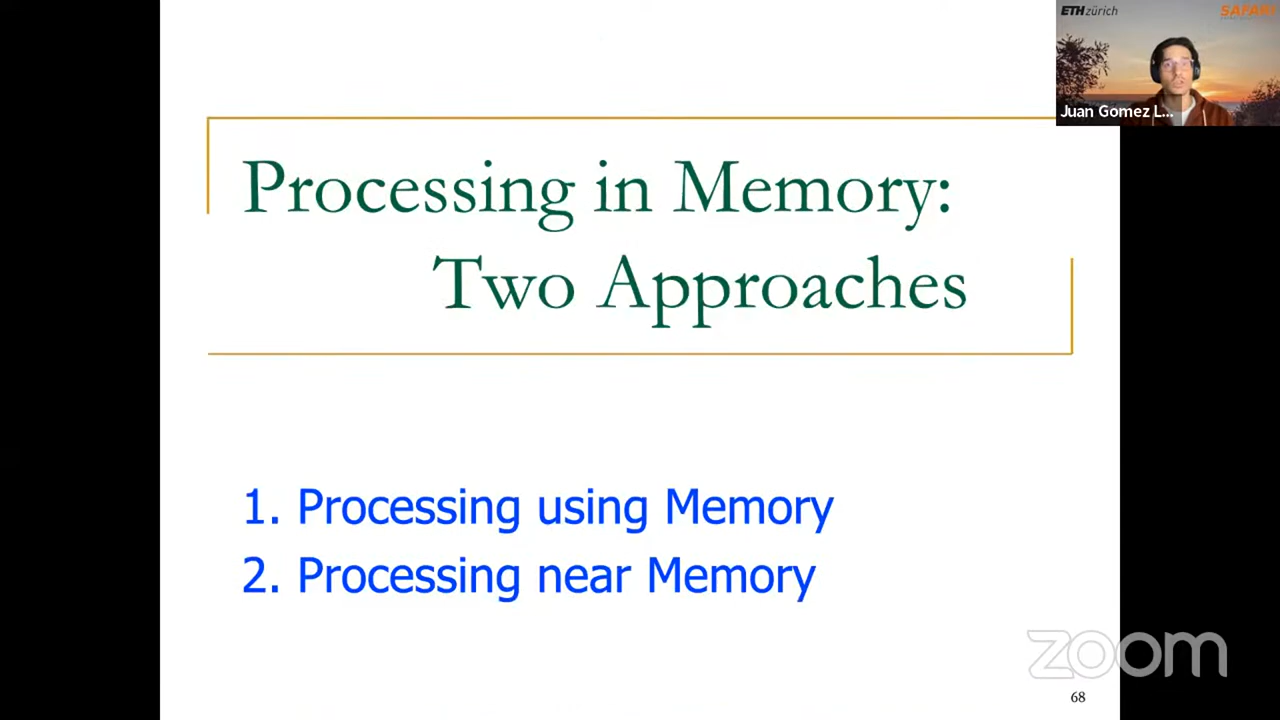 ETH zürich
SAFARI
Juan Gomez L...
Processing in Memory:
Two Approaches
1. Processing using Memory
2. Processing near Memory
zoom
68